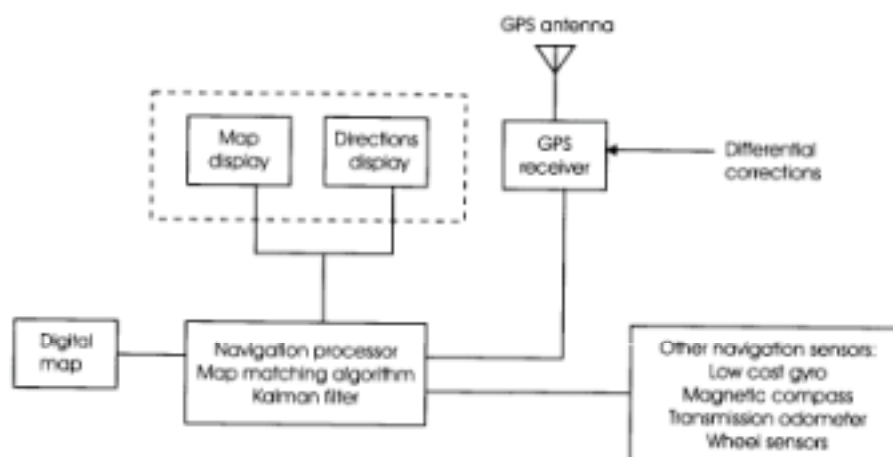 GPS antenna
Map
display
Directions
display
GPS
receiver
Differential
corrections
Digital
map
Navigation processor
Map matching algorithm
Kalman filter
Other navigation sensors:
Low cost gyro
Magnetic compass
Transmission odometer
Wheel sensors